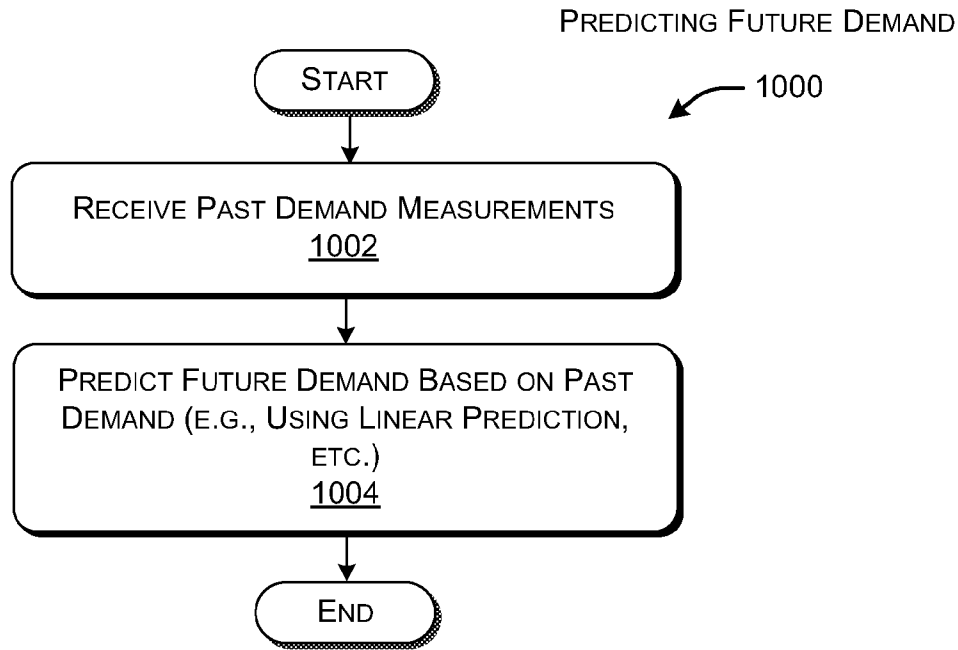 PREDICTING FUTURE DEMAND
START
1000
RECEIVE PAST DEMAND MEASUREMENTS
1002
PREDICT FUTURE DEMAND BASED ON PAST
DEMAND (E.G., USING LINEAR PREDICTION,
ETC.)
1004
END